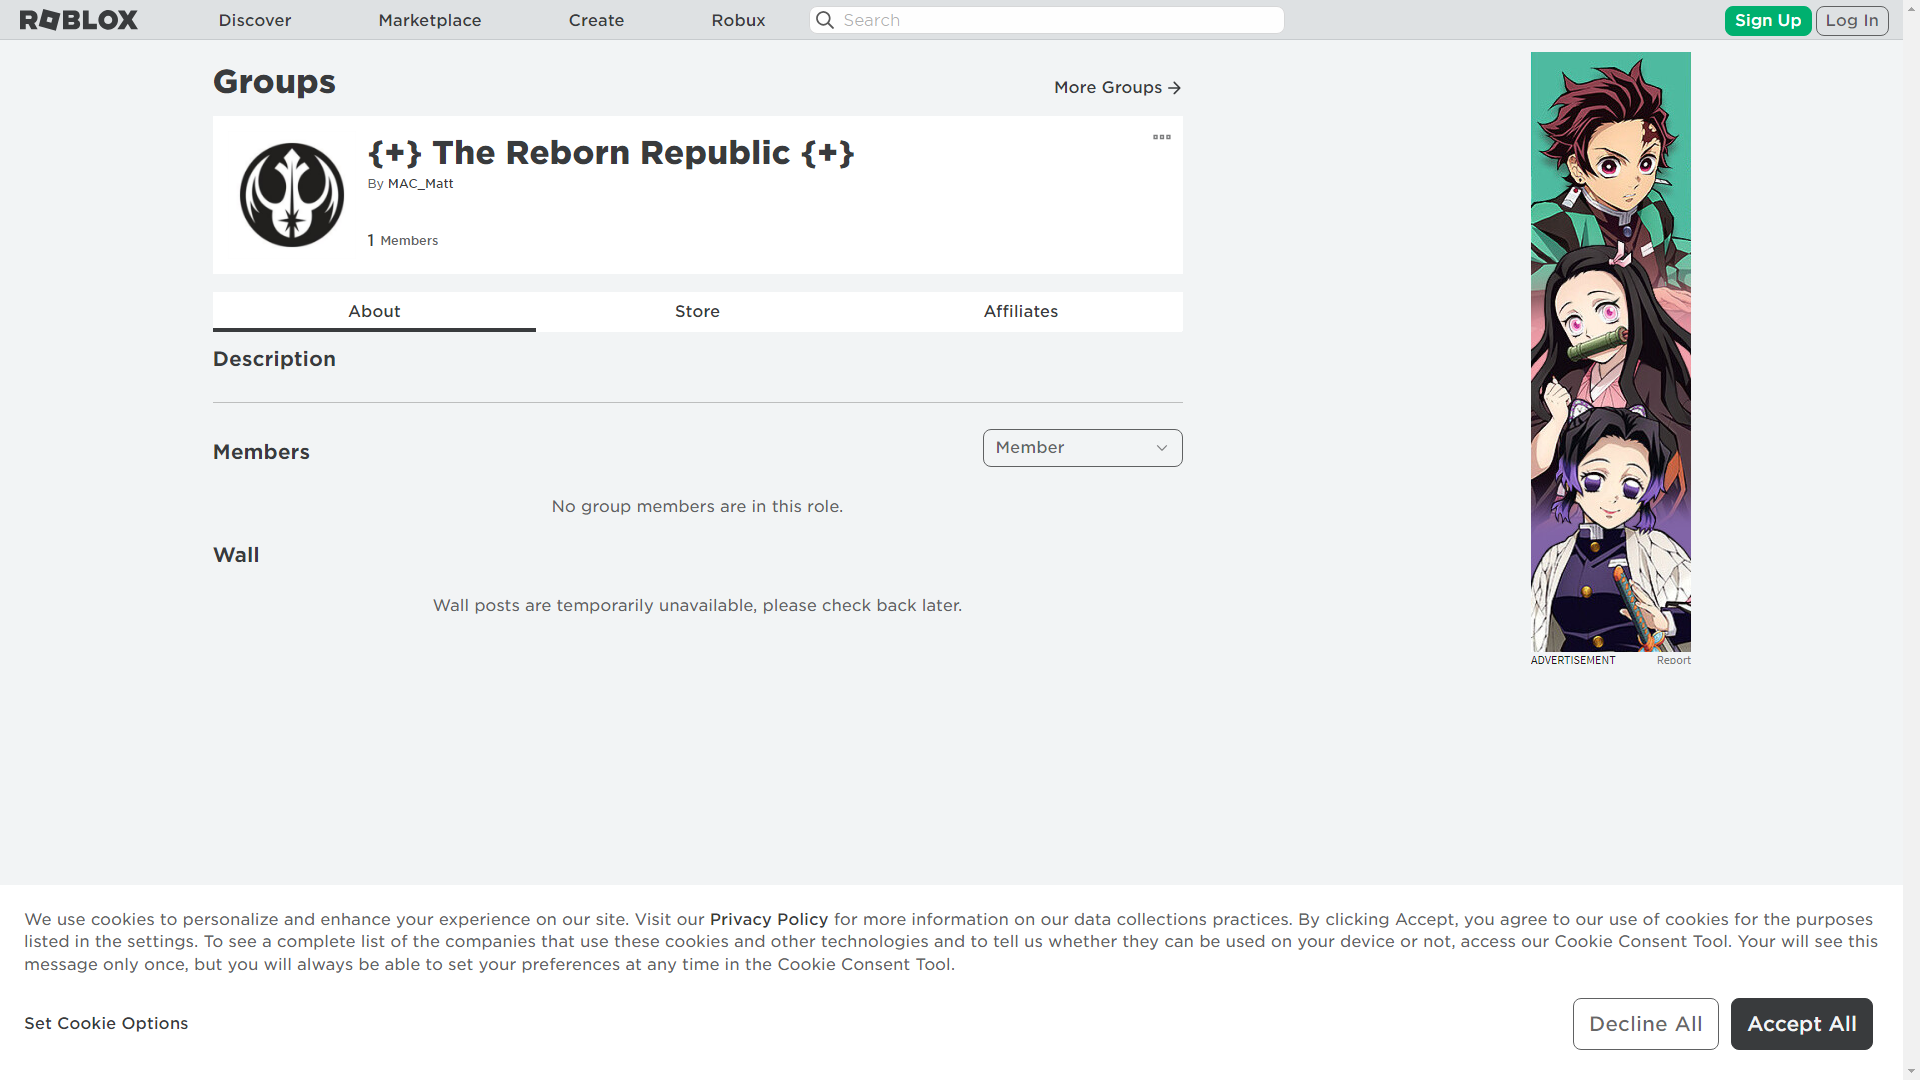 ROBLOX
Discover
Marketplace
Create
Robux
Search
Sign Up
Log In
Groups
More Groups
{+} The Reborn Republic {+}
By MAC_Matt
1 Members
About
Store
Affiliates
Description
Members
Member
No group members are in this role.
Wall
Wall posts are temporarily unavailable, please check back later.
ADVERTISEMENT
Report
We use cookies to personalize and enhance your experience on our site. Visit our Privacy Policy for more information on our data collections practices. By clicking Accept, you agree to our use of cookies for the purposes
listed in the settings. To see a complete list of the companies that use these cookies and other technologies and to tell us whether they can be used on your device or not, access our Cookie Consent Tool. Your will see this
message only once, but you will always be able to set your preferences at any time in the Cookie Consent Tool.
Set Cookie Options
Decline All
Accept All